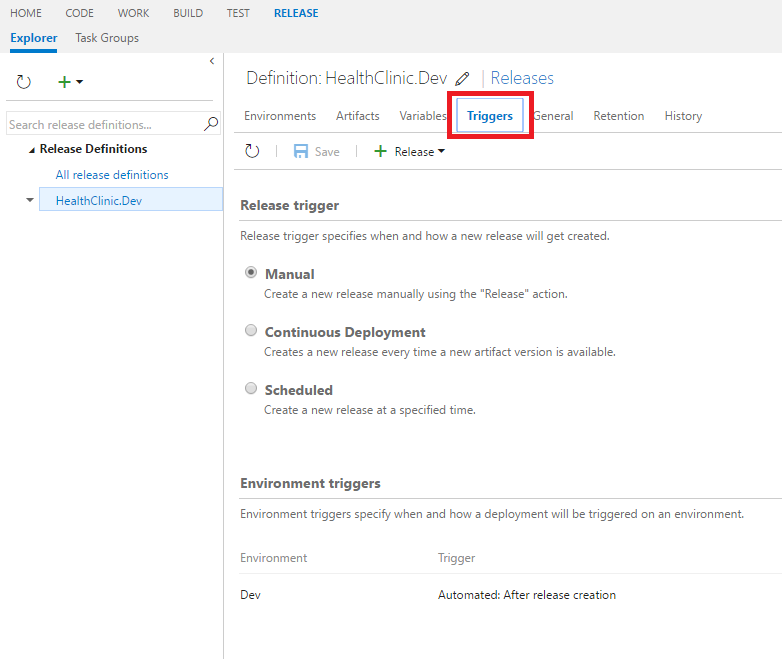 HOME CODE WORK BUILD TEST RELEASE
Explorer Task Groups
Search release definitions...
Release Definitions
All release definitions
HealthClinic.Dev
Definition: HealthClinic.Dev | Releases
Environments Artifacts Variables Triggers General Retention History
Save Release
Release trigger
Release trigger specifies when and how a new release will get created.
Manual
Create a new release manually using the "Release" action.
Continuous Deployment
Creates a new release every time a new artifact version is available.
Scheduled
Create a new release at a specified time.
Environment triggers
Environment triggers specify when and how a deployment will be triggered on an environment.
Environment Trigger
Dev Automated: After release creation